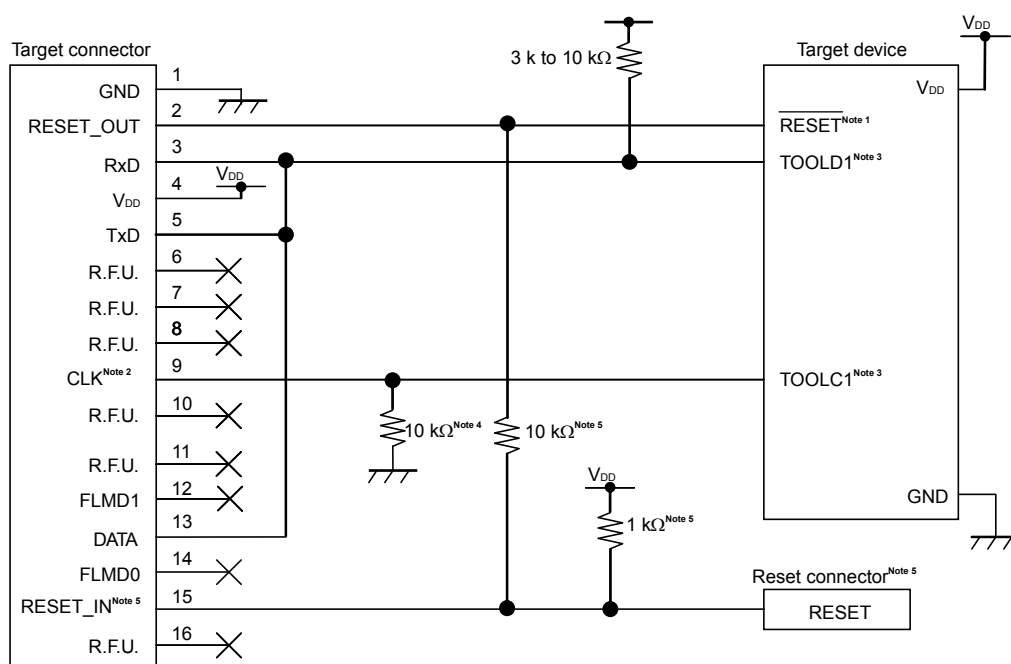 Target connector
1
GND
2
RESET_OUT
3
RxD
4
VDD
5
TxD
6
R.F.U.
7
R.F.U.
8
R.F.U.
9
CLK Note 2
10
R.F.U.
11
R.F.U.
12
FLMD1
13
DATA
14
FLMD0
15
RESET_IN Note 5
16
R.F.U.
VDD
3 k to 10 kΩ
10 kΩ Note 4
10 kΩ Note 5
VDD
1 kΩ Note 5
Target device
VDD
VDD
RESET Note 1
TOOLD1 Note 3
TOOLC1 Note 3
GND
Reset connector Note 5
RESET